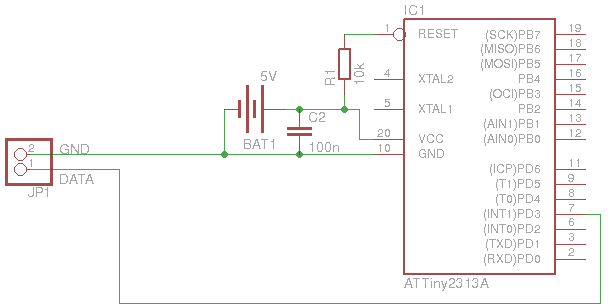 IC1
1 RESET (SCK)PB7 19
(MISO)PB6 18
(MOSI)PB5 17
R1 10k
4 XTAL2 PB4 16
(OCI)PB3 15
5V
5 XTAL1 PB2 14
C2
(AIN1)PB1 13
20 VCC (AIN0)PB0 12
BAT1 100n
2 GND 10 GND
(ICP)PD6 11
1 DATA (T1)PD5 9
JP1 (T0)PD4 8
(INT1)PD3 7
(INT0)PD2 6
(TXD)PD1 3
(RXD)PD0 2
ATTiny2313A